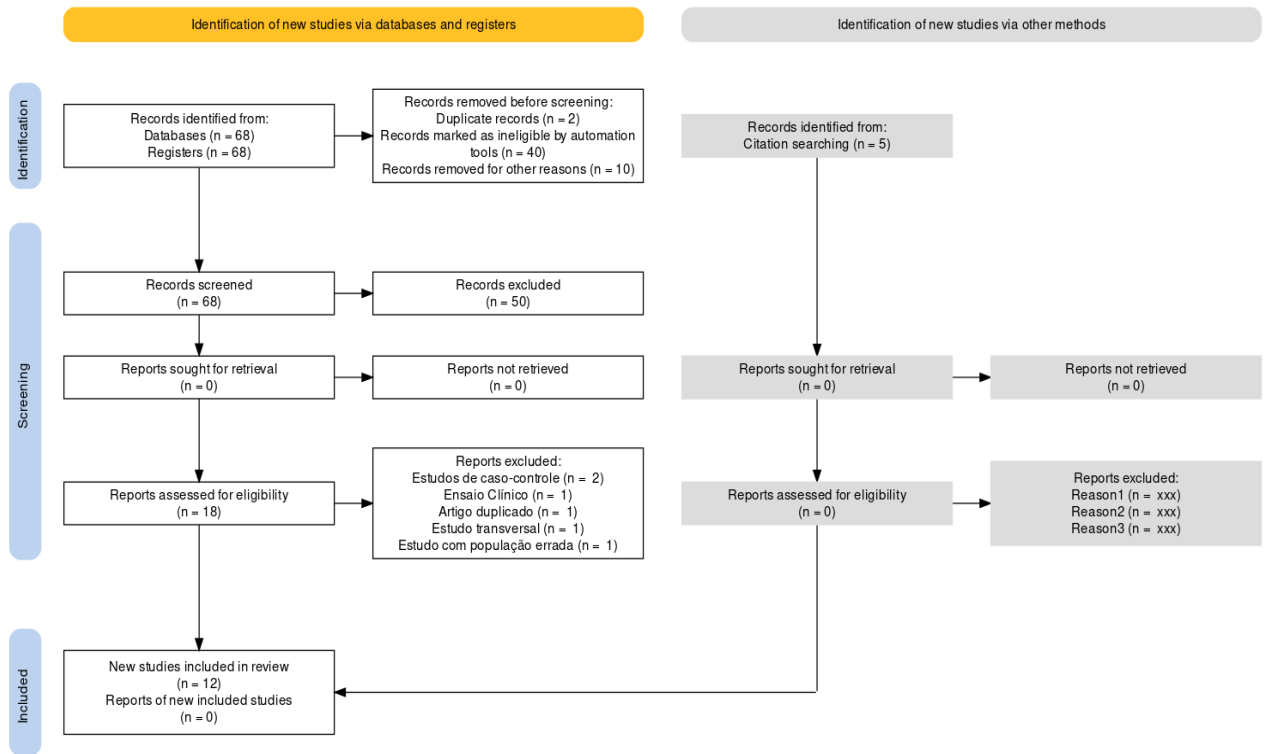 Identification of new studies via databases and registers
Identification of new studies via other methods
Identification
Records identified from:
Databases (n = 68)
Registers (n = 68)
Records removed before screening:
Duplicate records (n = 2)
Records marked as ineligible by automation
tools (n = 40)
Records removed for other reasons (n = 10)
Records identified from:
Citation searching (n = 5)
Screening
Records screened
(n = 68)
Records excluded
(n = 50)
Reports sought for retrieval
(n = 0)
Reports not retrieved
(n = 0)
Reports sought for retrieval
(n = 0)
Reports not retrieved
(n = 0)
Reports assessed for eligibility
(n = 18)
Reports excluded:
Estudos de caso-controle (n = 2)
Ensaio Clínico (n = 1)
Artigo duplicado (n = 1)
Estudo transversal (n = 1)
Estudo com população errada (n = 1)
Reports assessed for eligibility
(n = 0)
Reports excluded:
Reason1 (n = xxx)
Reason2 (n = xxx)
Reason3 (n = xxx)
Included
New studies included in review
(n = 12)
Reports of new included studies
(n = 0)